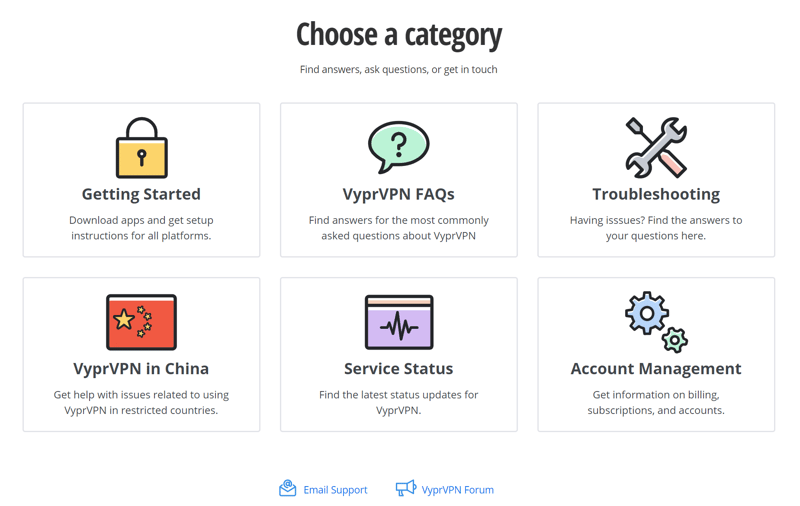 Choose a category
Find answers, ask questions, or get in touch
Getting Started
Download apps and get setup
instructions for all platforms.
VyprVPN FAQs
Find answers for the most commonly
asked questions about VyprVPN
Troubleshooting
Having isssues? Find the answers to
your questions here.
VyprVPN in China
Get help with issues related to using
VyprVPN in restricted countries.
Service Status
Find the latest status updates for
VyprVPN.
Account Management
Get information on billing,
subscriptions, and accounts.
Email Support
VyprVPN Forum